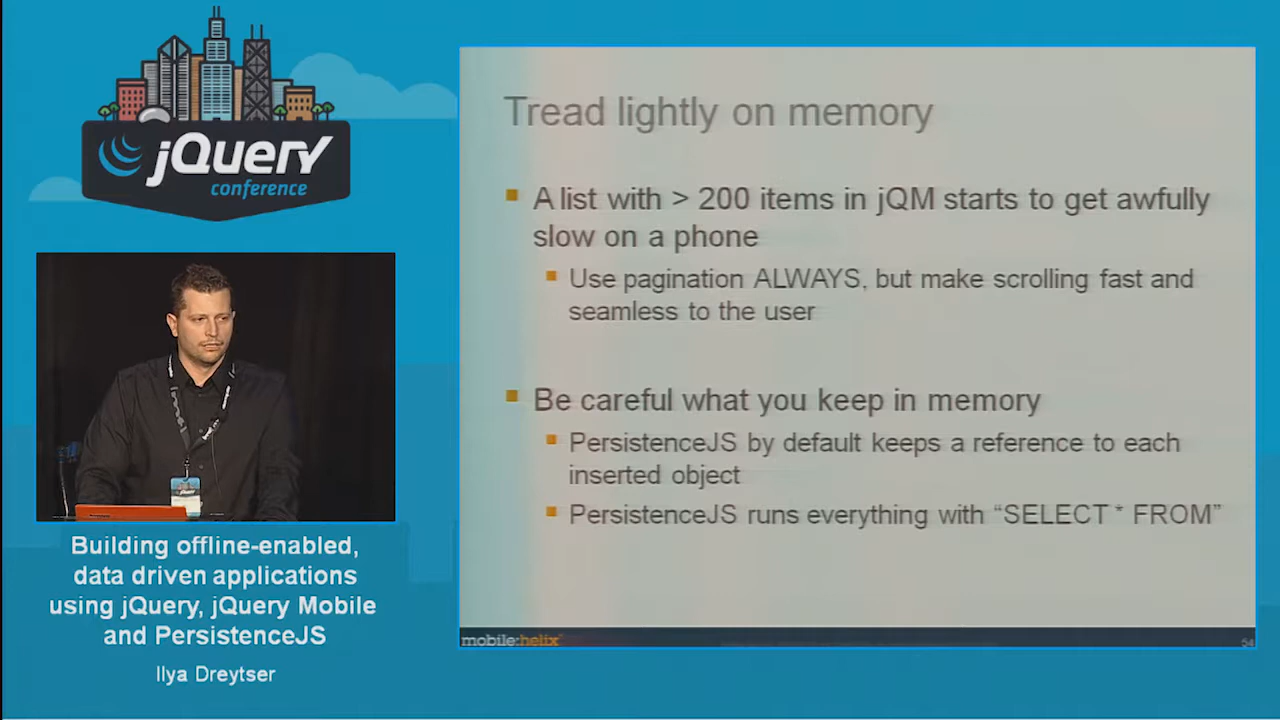 jQuery
conference
Building offline-enabled,
data driven applications
using jQuery, jQuery Mobile
and PersistenceJS
Ilya Dreytser
Tread lightly on memory
A list with > 200 items in jQM starts to get awfully
slow on a phone
Use pagination ALWAYS, but make scrolling fast and
seamless to the user
Be careful what you keep in memory
PersistenceJS by default keeps a reference to each
inserted object
PersistenceJS runs everything with “SELECT * FROM”
mobile:helix
54